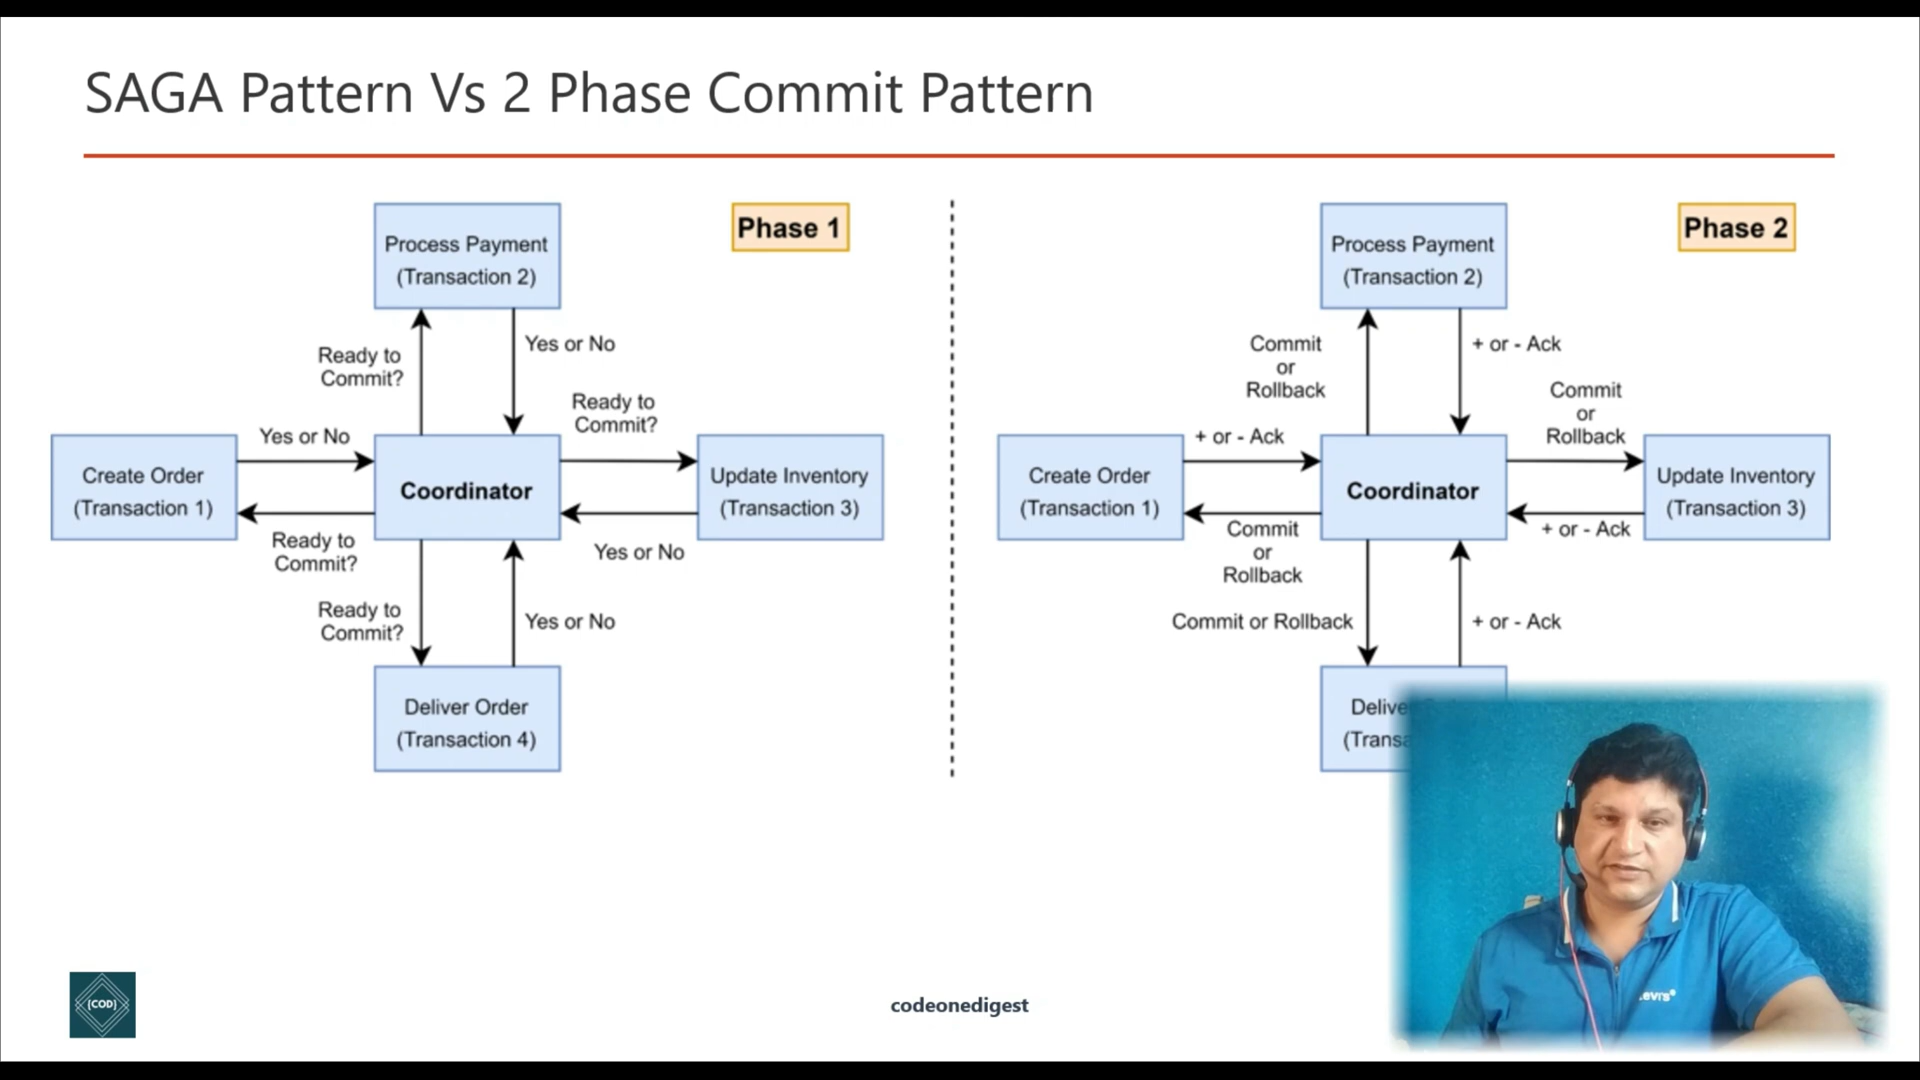 SAGA Pattern Vs 2 Phase Commit Pattern
Phase 1
Process Payment
(Transaction 2)
Ready to
Commit?
Yes or No
Ready to
Commit?
Yes or No
Create Order
(Transaction 1)
Coordinator
Update Inventory
(Transaction 3)
Ready to
Commit?
Yes or No
Ready to
Commit?
Yes or No
Deliver Order
(Transaction 4)
Phase 2
Process Payment
(Transaction 2)
Commit
or
Rollback
+ or - Ack
Commit
or
Rollback
+ or - Ack
Create Order
(Transaction 1)
Coordinator
Update Inventory
(Transaction 3)
Commit
or
Rollback
+ or - Ack
Commit or Rollback
+ or - Ack
Delive
(Transa
{COD}
codeonedigest